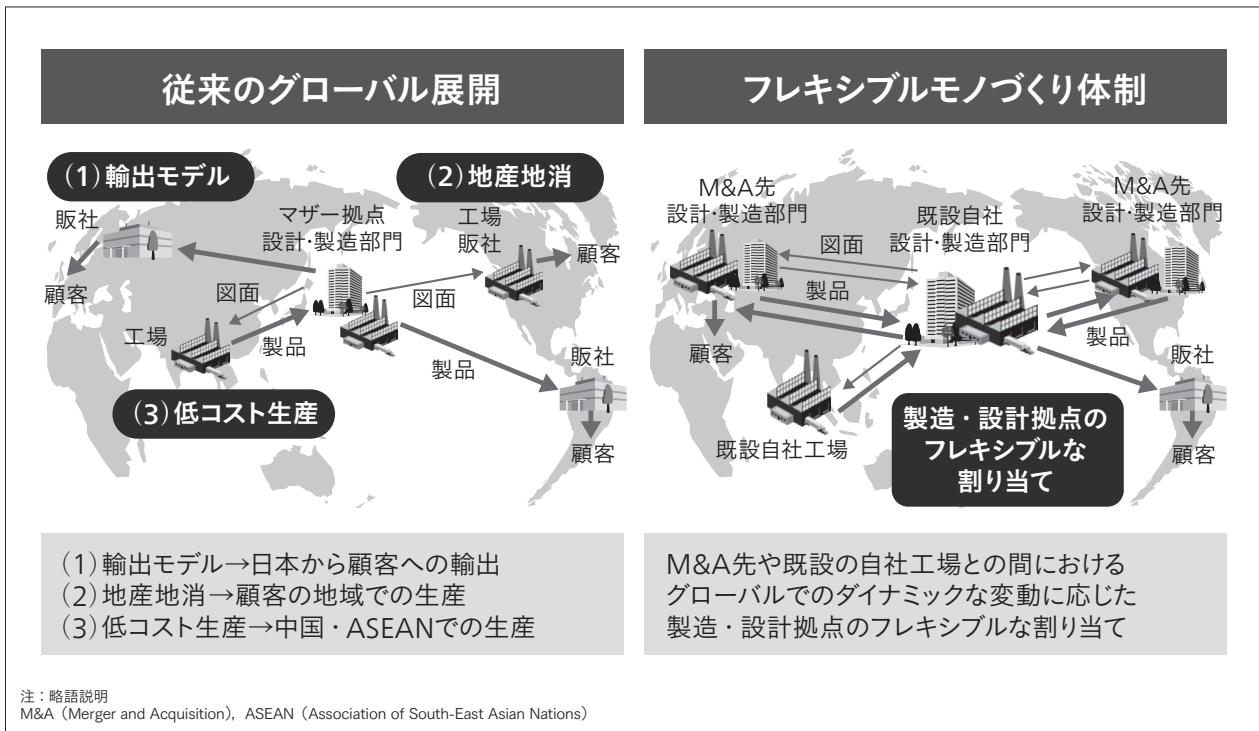 従来のグローバル展開
(1)輸出モデル
(2)地産地消
販社
マザー拠点
設計・製造部門
工場
販社
顧客
顧客
図面
図面
工場
製品
製品
販社
(3)低コスト生産
顧客
(1)輸出モデル→日本から顧客への輸出
(2)地産地消→顧客の地域での生産
(3)低コスト生産→中国・ASEANでの生産
フレキシブルモノづくり体制
M&A先
設計・製造部門
既設自社
設計・製造部門
M&A先
設計・製造部門
図面
製品
製品
顧客
販社
既設自社工場
製造・設計拠点の
フレキシブルな
割り当て
顧客
M&A先や既設の自社工場との間における
グローバルでのダイナミックな変動に応じた
製造・設計拠点のフレキシブルな割り当て
注：略語説明
M&A（Merger and Acquisition），ASEAN（Association of South-East Asian Nations）